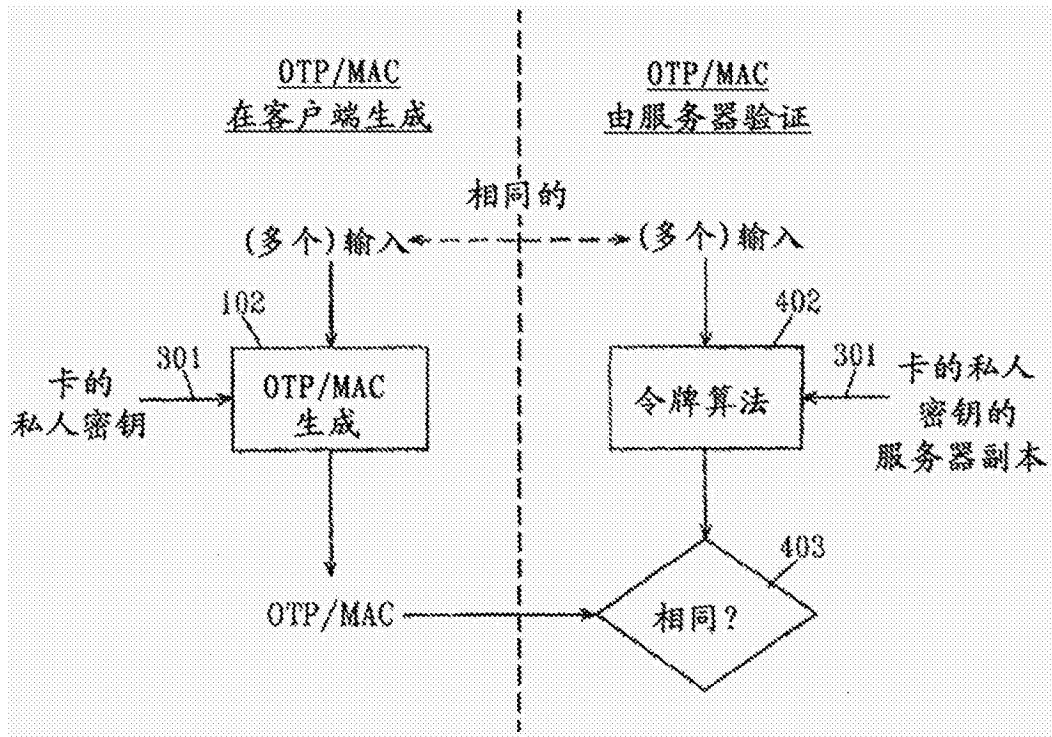 OTP/MAC
在客户端生成
OTP/MAC
由服务器验证
相同的
(多个)输入
(多个)输入
102
402
301
301
卡的
私人密钥
OTP/MAC
生成
令牌算法
卡的私人
密钥的
服务器副本
403
OTP/MAC
相同?